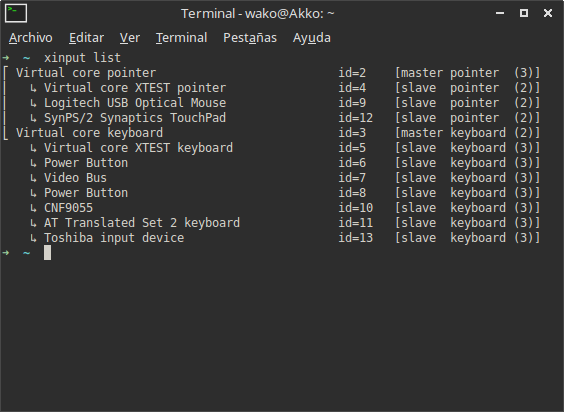 Terminal - wako@Akko: ~
Archivo Editar Ver Terminal Pestañas Ayuda
→ ~ xinput list
⎡ Virtual core pointer id=2 [master pointer (3)]
⎜ ↳ Virtual core XTEST pointer id=4 [slave pointer (2)]
⎜ ↳ Logitech USB Optical Mouse id=9 [slave pointer (2)]
⎜ ↳ SynPS/2 Synaptics TouchPad id=12 [slave pointer (2)]
⎣ Virtual core keyboard id=3 [master keyboard (2)]
↳ Virtual core XTEST keyboard id=5 [slave keyboard (3)]
↳ Power Button id=6 [slave keyboard (3)]
↳ Video Bus id=7 [slave keyboard (3)]
↳ Power Button id=8 [slave keyboard (3)]
↳ CNF9055 id=10 [slave keyboard (3)]
↳ AT Translated Set 2 keyboard id=11 [slave keyboard (3)]
↳ Toshiba input device id=13 [slave keyboard (3)]
→ ~